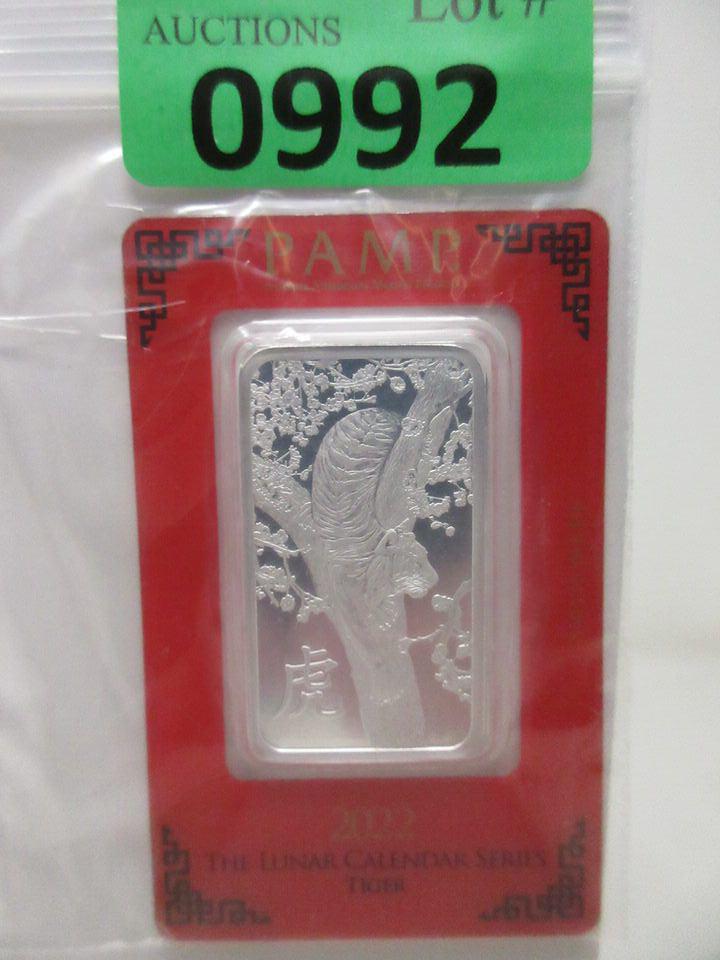 AUCTIONS
Lot #
0992
PAMP
虎
2022
THE LUNAR CALENDAR SERIES
TIGER